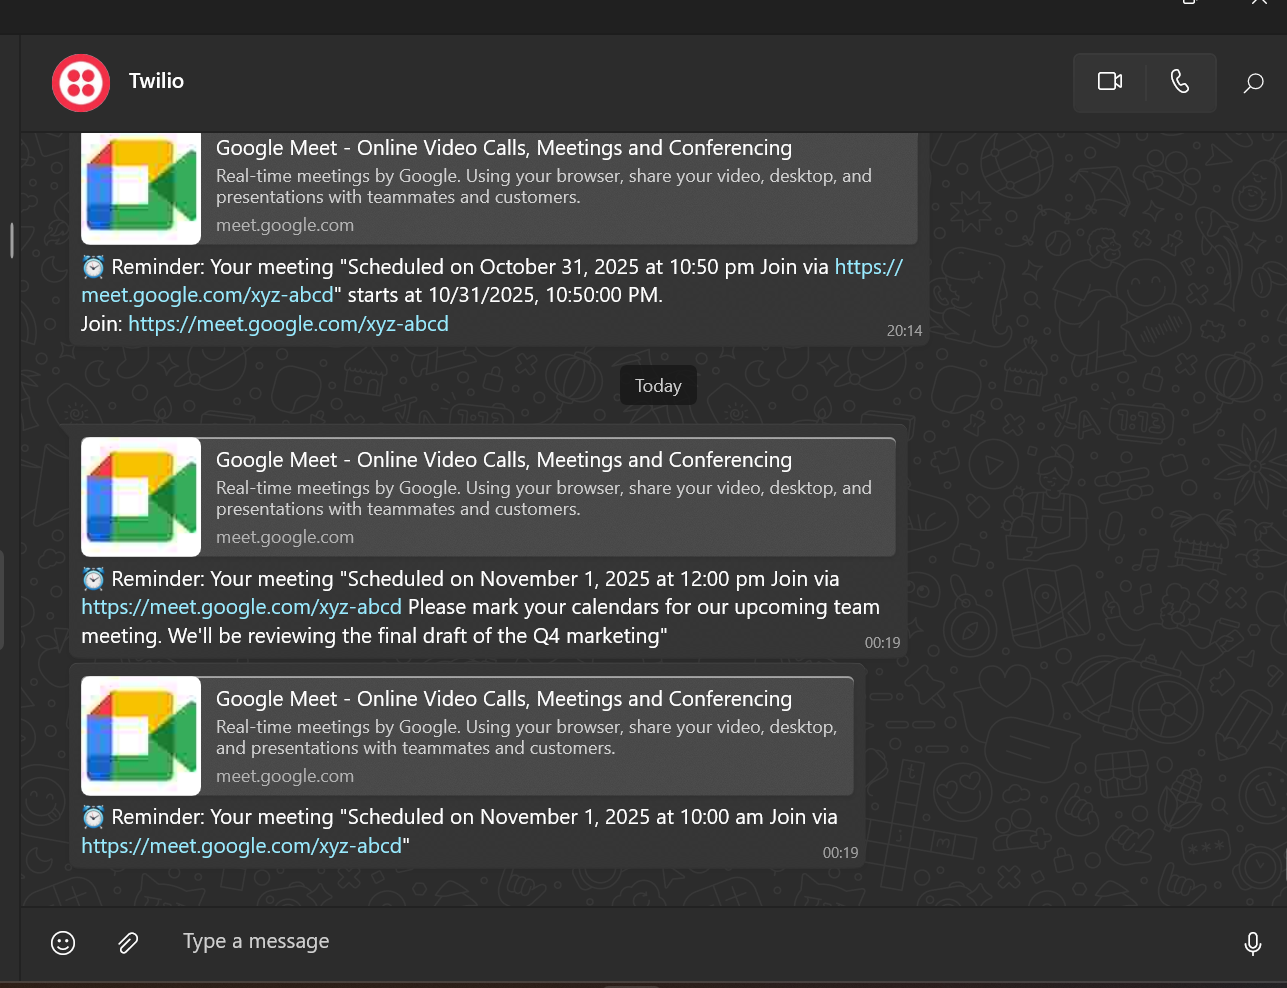 Twilio
Google Meet - Online Video Calls, Meetings and Conferencing
Real-time meetings by Google. Using your browser, share your video, desktop, and
presentations with teammates and customers.
meet.google.com
⏰ Reminder: Your meeting "Scheduled on October 31, 2025 at 10:50 pm Join via https://
meet.google.com/xyz-abcd" starts at 10/31/2025, 10:50:00 PM.
Join: https://meet.google.com/xyz-abcd
20:14
Today
Google Meet - Online Video Calls, Meetings and Conferencing
Real-time meetings by Google. Using your browser, share your video, desktop, and
presentations with teammates and customers.
meet.google.com
⏰ Reminder: Your meeting "Scheduled on November 1, 2025 at 12:00 pm Join via
https://meet.google.com/xyz-abcd Please mark your calendars for our upcoming team
meeting. We'll be reviewing the final draft of the Q4 marketing"
00:19
Google Meet - Online Video Calls, Meetings and Conferencing
Real-time meetings by Google. Using your browser, share your video, desktop,
and presentations with teammates and customers.
meet.google.com
⏰ Reminder: Your meeting "Scheduled on November 1, 2025 at 10:00 am Join via
https://meet.google.com/xyz-abcd"
00:19
Type a message